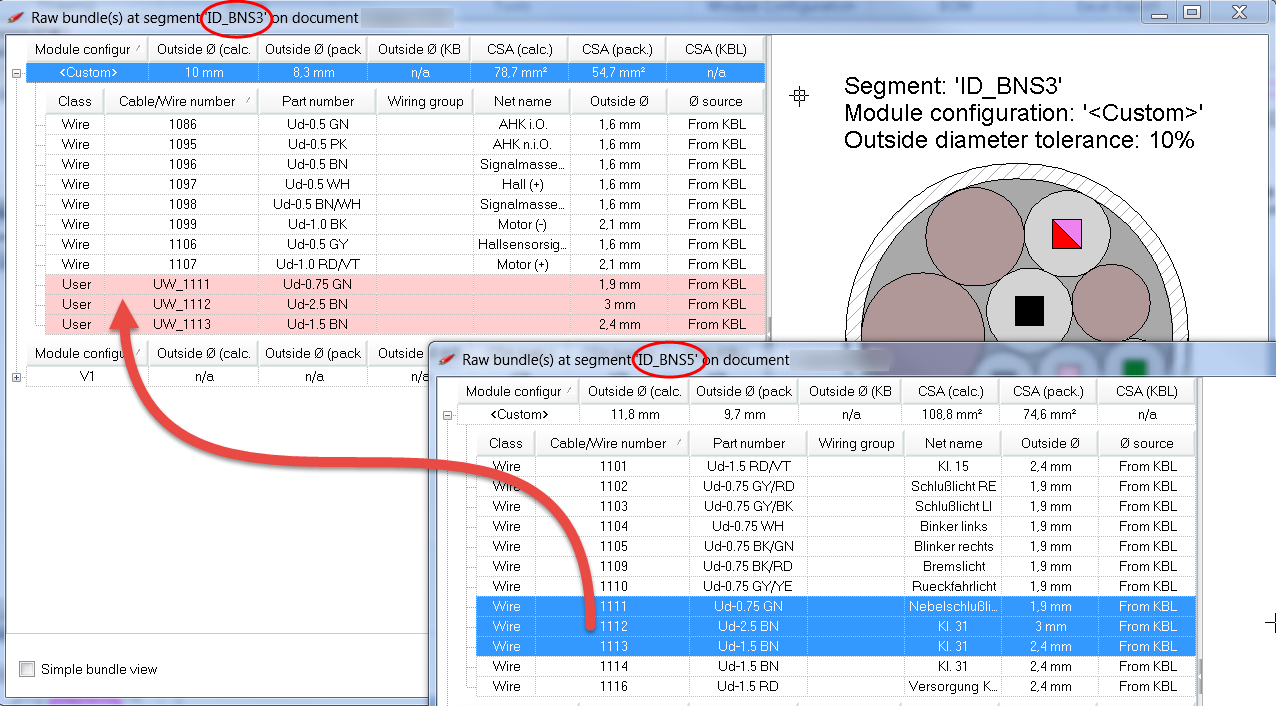 Raw bundle(s) at segment 'ID_BNS3' on document
Module configur Outside Ø (calc. Outside Ø (pack Outside Ø (KB CSA (calc.) CSA (pack.) CSA (KBL)
<Custom> 10 mm 8,3 mm n/a 78,7 mm² 54,7 mm² n/a
Class Cable/Wire number Part number Wiring group Net name Outside Ø Ø source
Wire 1086 Ud-0.5 GN AHK i.O. 1,6 mm From KBL
Wire 1095 Ud-0.5 PK AHK n.i.O. 1,6 mm From KBL
Wire 1096 Ud-0.5 BN Signalmasse... 1,6 mm From KBL
Wire 1097 Ud-0.5 WH Hall (+) 1,6 mm From KBL
Wire 1098 Ud-0.5 BN/WH Signalmasse... 1,6 mm From KBL
Wire 1099 Ud-1.0 BK Motor (-) 2,1 mm From KBL
Wire 1106 Ud-0.5 GY Hallsensorsig... 1,6 mm From KBL
Wire 1107 Ud-1.0 RD/VT Motor (+) 2,1 mm From KBL
User UW_1111 Ud-0.75 GN 1,9 mm
User UW_1112 Ud-2.5 BN 3 mm
User UW_1113 Ud-1.5 BN 2,4 mm
Module configu Outside Ø (calc. Outside Ø (pack Outside
V1 n/a n/a n/a
Simple bundle view
Segment: 'ID_BNS3'
Module configuration: '<Custom>'
Outside diameter tolerance: 10%
Raw bundle(s) at segment 'ID_BNS5' on document
Module configur Outside Ø (calc. Outside Ø (pack Outside Ø (KB CSA (calc.) CSA (pack.) CSA (KBL)
<Custom> 11,8 mm 9,7 mm n/a 108,8 mm² 74,6 mm² n/a
Class Cable/Wire number Part number Wiring group Net name Outside Ø Ø source
Wire 1101 Ud-1.5 RD/VT Kl. 15 2,4 mm From KBL
Wire 1102 Ud-0.75 GY/RD Schlußlicht RE 1,9 mm From KBL
Wire 1103 Ud-0.75 GY/BK Schlußlicht LI 1,9 mm From KBL
Wire 1104 Ud-0.75 WH Binker links 1,9 mm From KBL
Wire 1105 Ud-0.75 BK/GN Blinker rechts 1,9 mm From KBL
Wire 1109 Ud-0.75 BK/RD Bremslicht 1,9 mm From KBL
Wire 1110 Ud-0.75 GY/YE Rueckfahrlicht 1,9 mm From KBL
Wire 1111 Ud-0.75 GN Nebelschlußli... 1,9 mm From KBL
Wire 1112 Ud-2.5 BN Kl. 31 3 mm From KBL
Wire 1113 Ud-1.5 BN Kl. 31 2,4 mm From KBL
Wire 1114 Ud-1.5 BN Kl. 31 2,4 mm From KBL
Wire 1116 Ud-1.5 RD Versorgung K... 2,4 mm From KBL